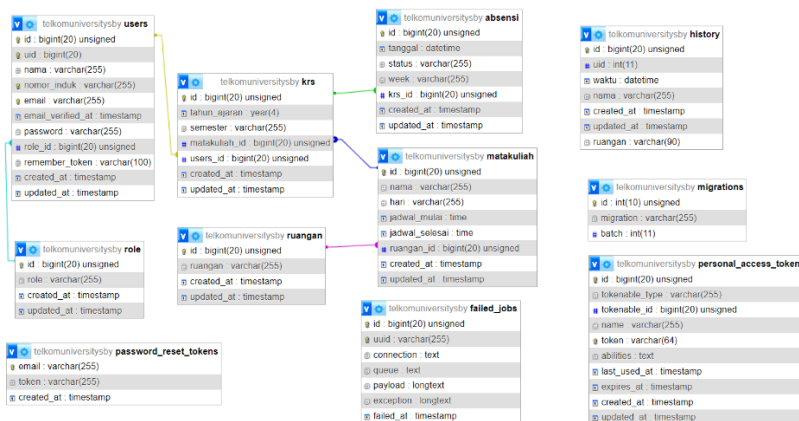 telkomuniversitysby users
id : bigint(20) unsigned
uid : bigint(20)
nama : varchar(255)
nomor_induk : varchar(255)
email : varchar(255)
email_verified_at : timestamp
password : varchar(255)
role_id : bigint(20) unsigned
remember_token : varchar(100)
created_at : timestamp
updated_at : timestamp
telkomuniversitysby krs
id : bigint(20) unsigned
tahun_ajaran : year(4)
semester : varchar(255)
matakuliah_id : bigint(20) unsigned
users_id : bigint(20) unsigned
created_at : timestamp
updated_at : timestamp
telkomuniversitysby absensi
id : bigint(20) unsigned
tanggal : datetime
status : varchar(255)
week : varchar(255)
krs_id : bigint(20) unsigned
created_at : timestamp
updated_at : timestamp
telkomuniversitysby history
id : bigint(20) unsigned
uid : int(11)
waktu : datetime
nama : varchar(255)
created_at : timestamp
updated_at : timestamp
ruangan : varchar(90)
telkomuniversitysby matakuliah
id : bigint(20) unsigned
nama : varchar(255)
hari : varchar(255)
jadwal_mulai : time
jadwal_selesai : time
ruangan_id : bigint(20) unsigned
created_at : timestamp
updated_at : timestamp
telkomuniversitysby migrations
id : int(10) unsigned
migration : varchar(255)
batch : int(11)
telkomuniversitysby role
id : bigint(20) unsigned
role : varchar(255)
created_at : timestamp
updated_at : timestamp
telkomuniversitysby ruangan
id : bigint(20) unsigned
ruangan : varchar(255)
created_at : timestamp
updated_at : timestamp
telkomuniversitysby personal_access_token
id : bigint(20) unsigned
tokenable_type : varchar(255)
tokenable_id : bigint(20) unsigned
name : varchar(255)
token : varchar(64)
abilities : text
last_used_at : timestamp
expires_at : timestamp
created_at : timestamp
updated_at : timestamp
telkomuniversitysby failed_jobs
id : bigint(20) unsigned
uuid : varchar(255)
connection : text
queue : text
payload : longtext
exception : longtext
failed_at : timestamp
telkomuniversitysby password_reset_tokens
email : varchar(255)
token : varchar(255)
created_at : timestamp